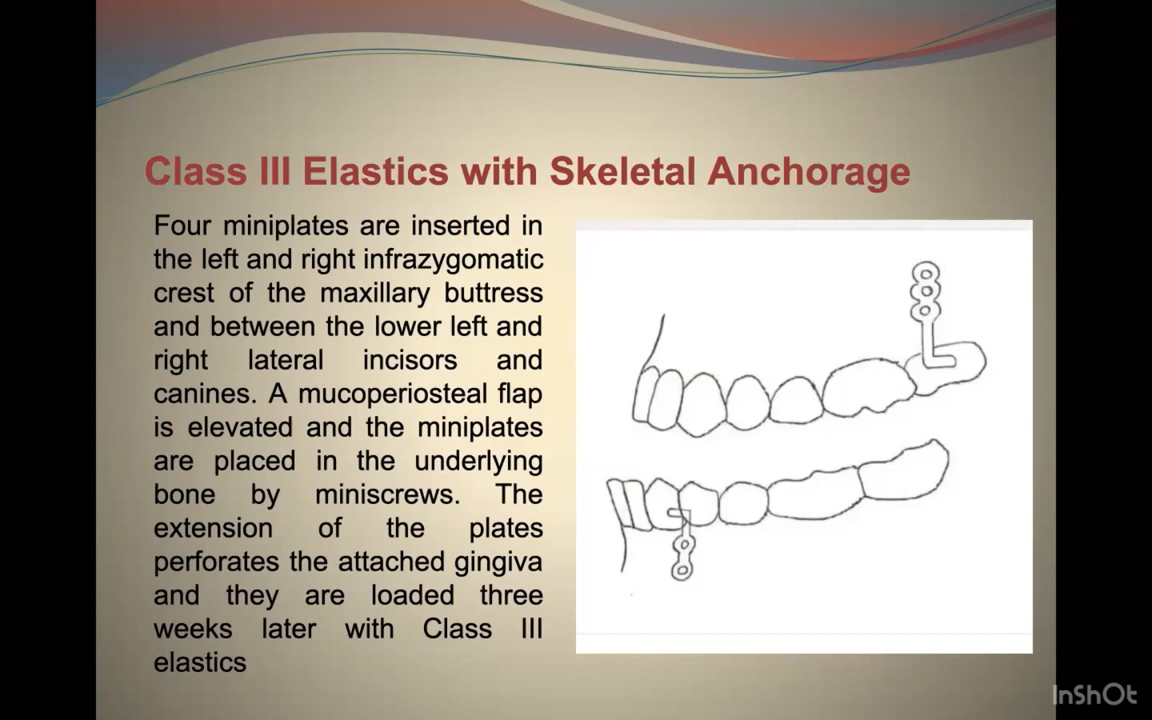 Class III Elastics with Skeletal Anchorage
Four miniplates are inserted in
the left and right infrazygomatic
crest of the maxillary buttress
and between the lower left and
right lateral incisors and
canines. A mucoperiosteal flap
is elevated and the miniplates
are placed in the underlying
bone by miniscrews. The
extension of the plates
perforates the attached gingiva
and they are loaded three
weeks later with Class III
elastics
InShOt